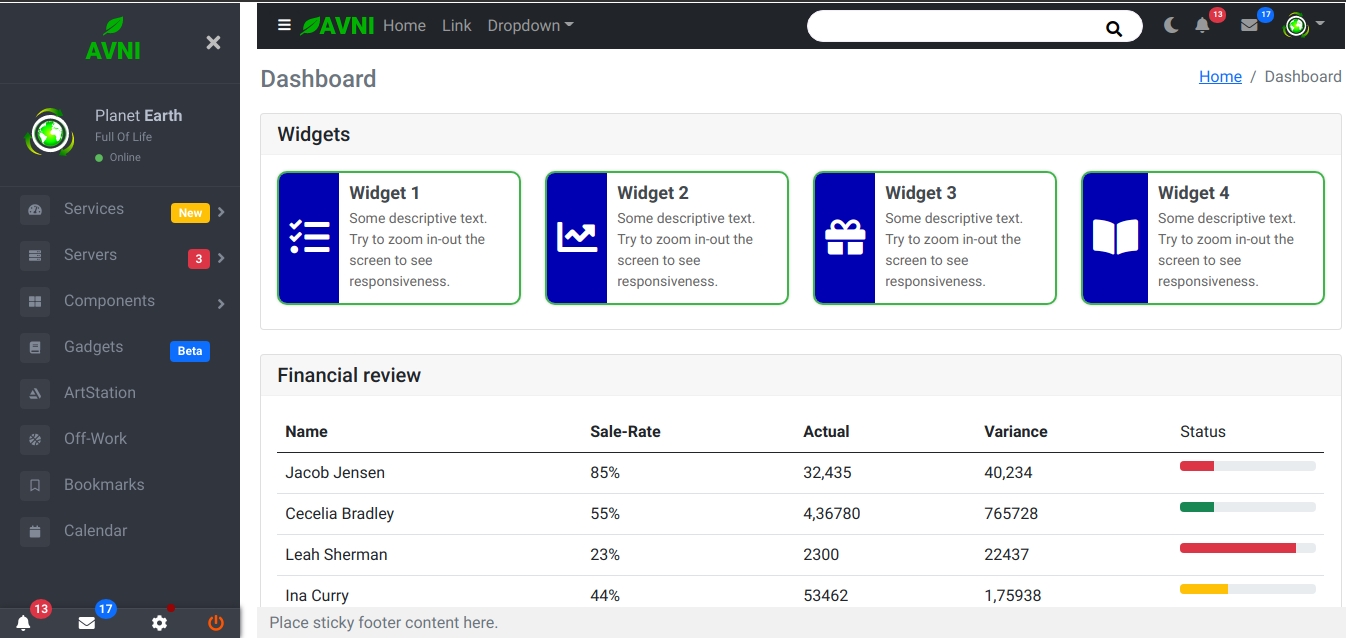 AVNI
Planet Earth
Full Of Life
Online
Services New
Servers 3
Components
Gadgets Beta
ArtStation
Off-Work
Bookmarks
Calendar
13 17
AVNI Home Link Dropdown 13 17
Dashboard Home / Dashboard
Widgets
Widget 1
Some descriptive text.
Try to zoom in-out the
screen to see
responsiveness.
Widget 2
Some descriptive text.
Try to zoom in-out the
screen to see
responsiveness.
Widget 3
Some descriptive text.
Try to zoom in-out the
screen to see
responsiveness.
Widget 4
Some descriptive text.
Try to zoom in-out the
screen to see
responsiveness.
Financial review
Name Sale-Rate Actual Variance Status
Jacob Jensen 85% 32,435 40,234
Cecelia Bradley 55% 4,36780 765728
Leah Sherman 23% 2300 22437
Ina Curry 44% 53462 1,75938
Place sticky footer content here.